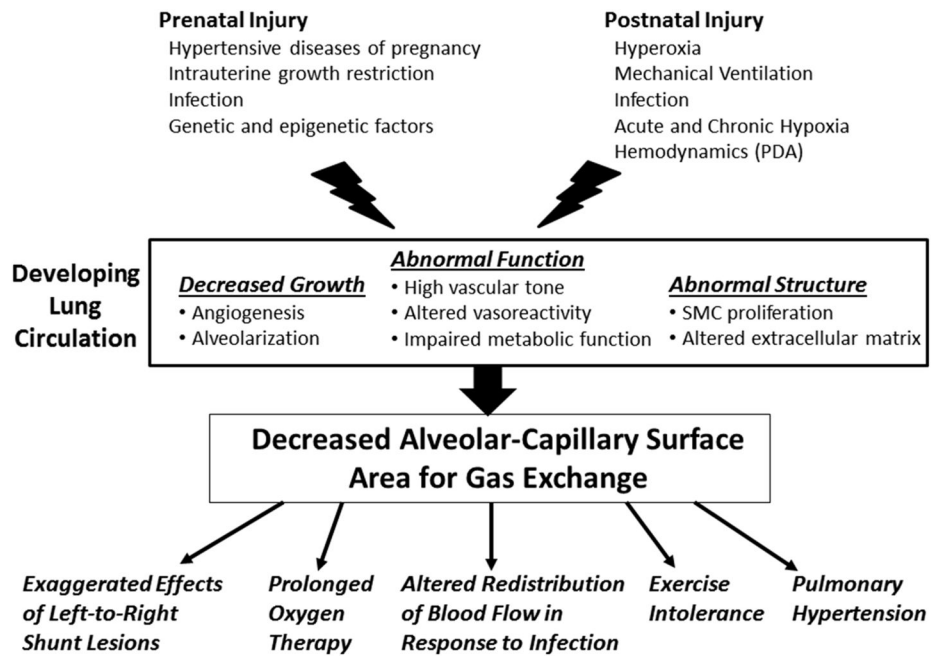 Prenatal Injury
Hypertensive diseases of pregnancy
Intrauterine growth restriction
Infection
Genetic and epigenetic factors
Postnatal Injury
Hyperoxia
Mechanical Ventilation
Infection
Acute and Chronic Hypoxia
Hemodynamics (PDA)
Developing
Lung
Circulation
Decreased Growth
• Angiogenesis
• Alveolarization
Abnormal Function
• High vascular tone
• Altered vasoreactivity
• Impaired metabolic function
Abnormal Structure
• SMC proliferation
• Altered extracellular matrix
Decreased Alveolar-Capillary Surface
Area for Gas Exchange
Exaggerated Effects
of Left-to-Right
Shunt Lesions
Prolonged
Oxygen
Therapy
Altered Redistribution
of Blood Flow in
Response to Infection
Exercise
Intolerance
Pulmonary
Hypertension